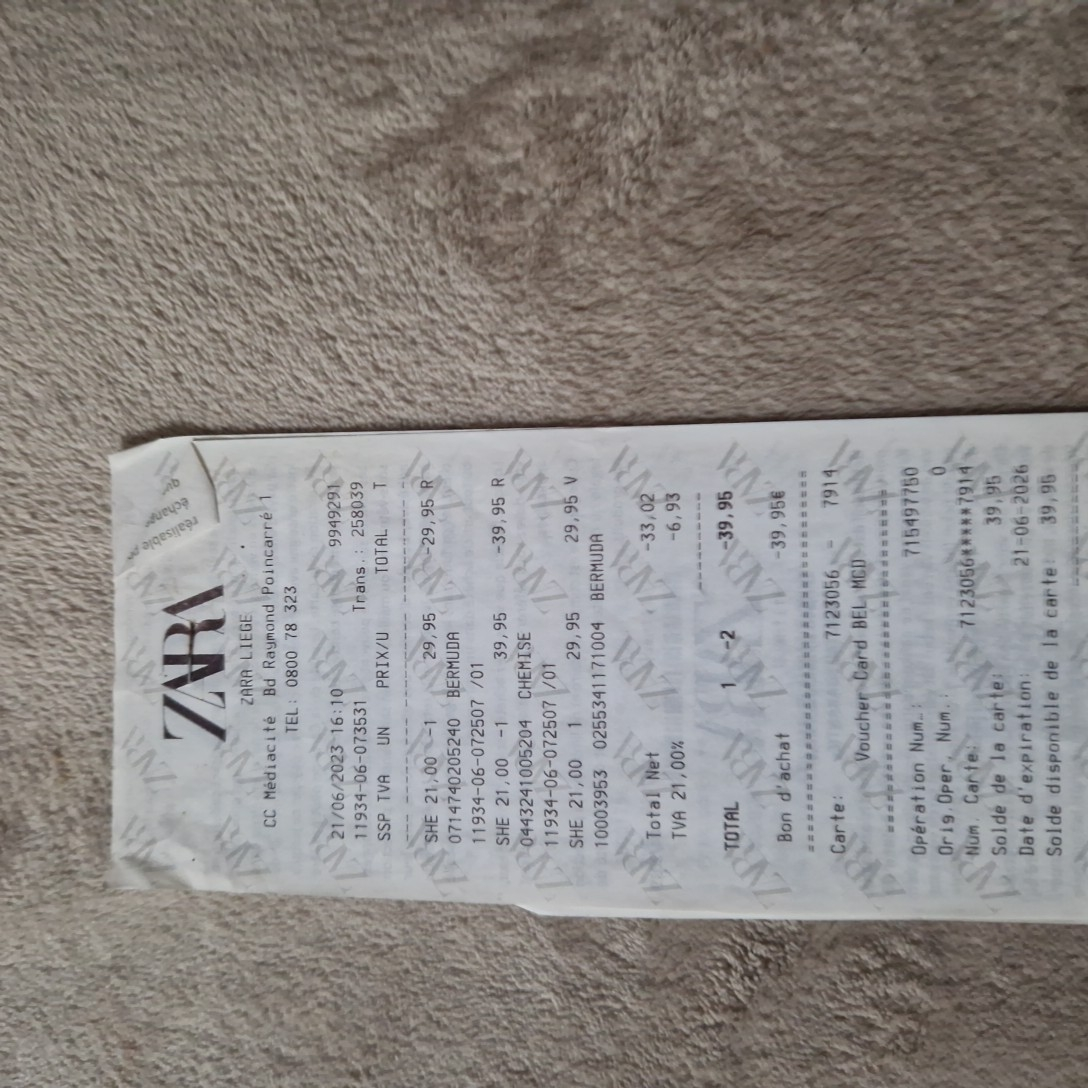 réalisable
échange
que
ZARA
ZARA LIEGE
CC Médiacité Bd Raymond Poincarré 1
TEL: 0800 78 323
21/06/2023 16:10 9949291
11934-06-073531 Trans.: 258039
SSP TVA UN PRIX/U TOTAL T
SHE 21,00 -1 29,95 -29,95 R
0714740205240 BERMUDA
11934-06-072507 /01
SHE 21,00 -1 39,95 -39,95 R
0443241005204 CHEMISE
11934-06-072507 /01
SHE 21,00 1 29,95 29,95 V
10003953 02553411171004 BERMUDA
Total Net -33,02
TVA 21,00% -6,93
TOTAL 1 -2 -39,95
Bon d'achat -39,95€
Carte: 7123056 - 7914
Voucher Card BEL MCD
Opération Num.: 715497750
Orig.Oper. Num.: 0
Num. Carte: 7123056******7914
Solde de la carte: 39,95
Date d'expiration: 21-06-2026
Solde disponible de la carte 39,95